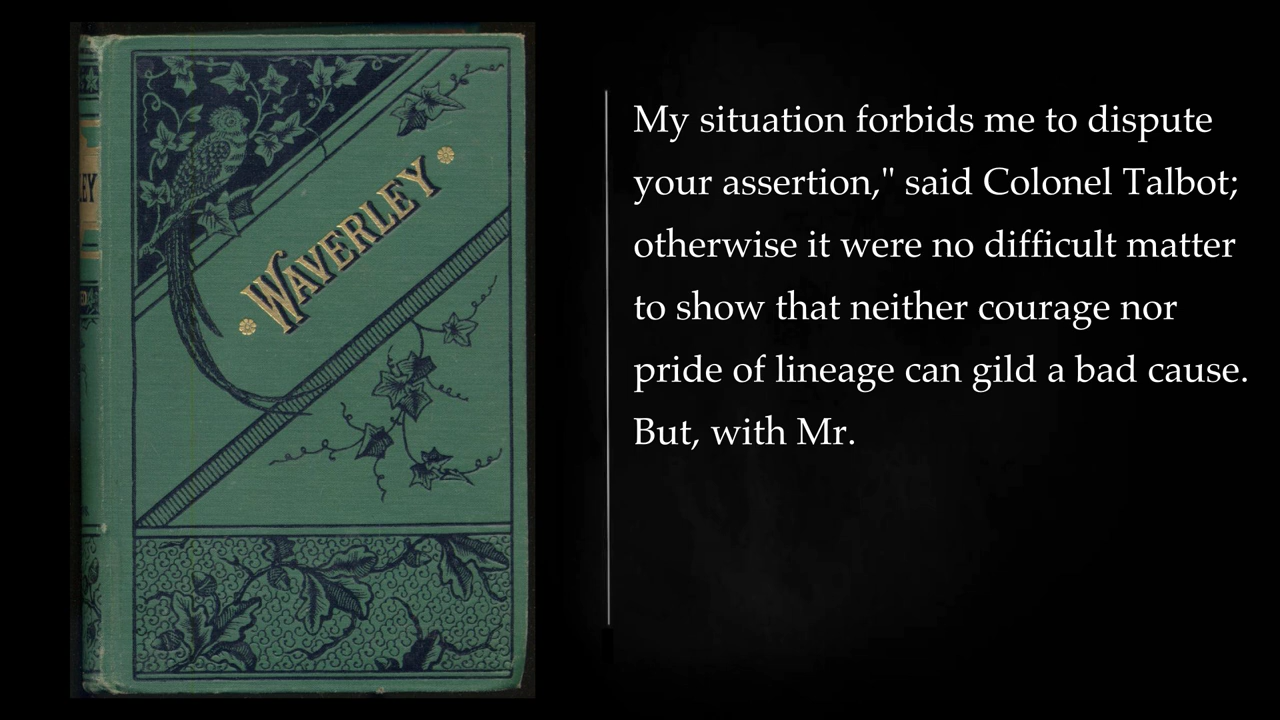 WAVERLEY
EY
My situation forbids me to dispute
your assertion," said Colonel Talbot;
otherwise it were no difficult matter
to show that neither courage nor
pride of lineage can gild a bad cause.
But, with Mr.